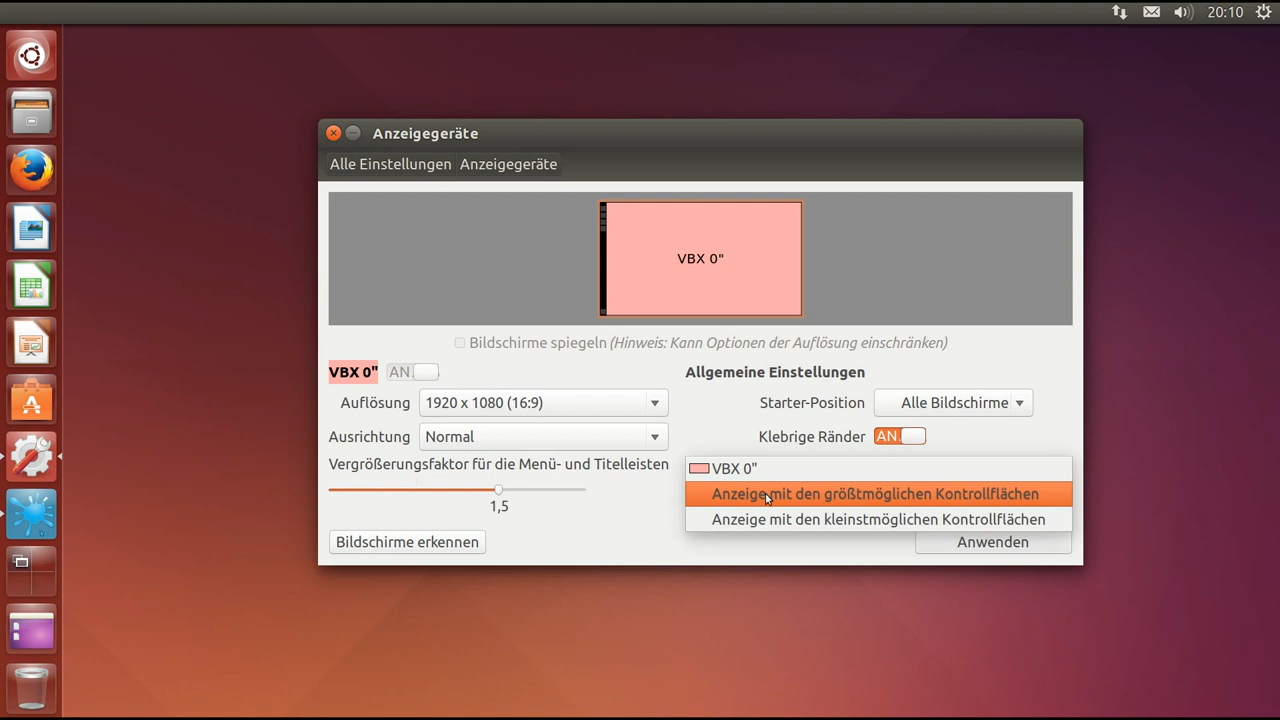 20:10
Anzeigegeräte
Alle Einstellungen Anzeigegeräte
VBX 0"
Bildschirme spiegeln (Hinweis: Kann Optionen der Auflösung einschränken)
VBX 0" AN
Auflösung 1920 x 1080 (16:9)
Ausrichtung Normal
Vergrößerungsfaktor für die Menü- und Titelleisten
1,5
Bildschirme erkennen
Allgemeine Einstellungen
Starter-Position Alle Bildschirme
Klebrige Ränder AN
VBX 0"
Anzeige mit den größtmöglichen Kontrollflächen
Anzeige mit den kleinstmöglichen Kontrollflächen
Anwenden